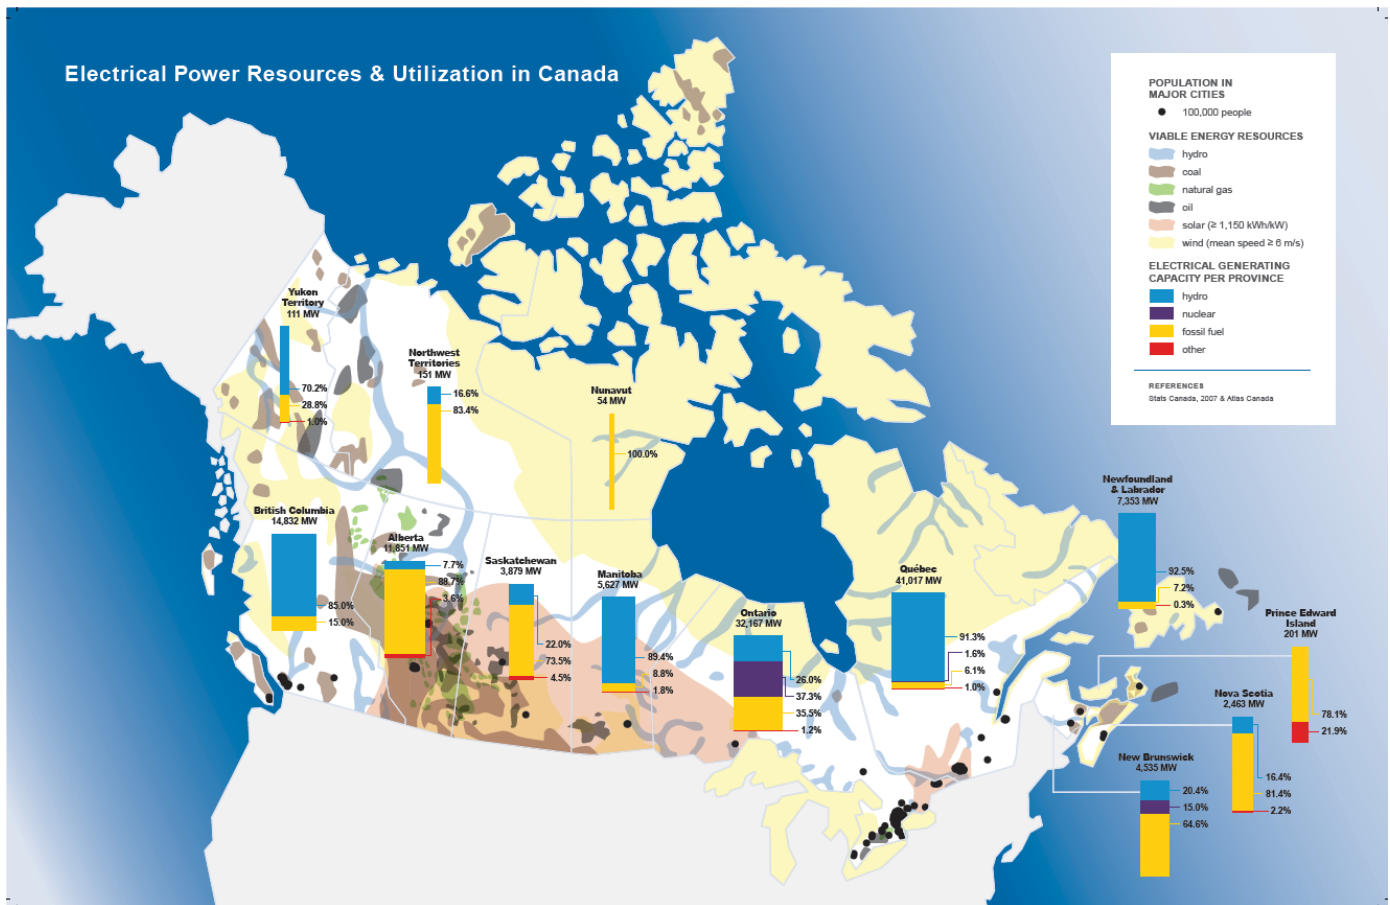 Electrical Power Resources & Utilization in Canada
POPULATION IN
MAJOR CITIES
100,000 people
VIABLE ENERGY RESOURCES
hydro
coal
natural gas
oil
solar (≥ 1,150 kWh/kW)
wind (mean speed ≥ 6 m/s)
ELECTRICAL GENERATING
CAPACITY PER PROVINCE
hydro
nuclear
fossil fuel
other
REFERENCES
Stats Canada, 2007 & Atlas Canada
Yukon
Territory
111 MW
70.2%
28.8%
1.0%
Northwest
Territories
151 MW
16.6%
83.4%
Nunavut
54 MW
100.0%
British Columbia
14,832 MW
85.0%
15.0%
Alberta
11,851 MW
7.7%
88.7%
3.6%
Saskatchewan
3,879 MW
22.0%
73.5%
4.5%
Manitoba
5,627 MW
89.4%
8.8%
1.8%
Ontario
32,167 MW
26.0%
37.3%
35.5%
1.2%
Québec
41,017 MW
91.3%
1.6%
6.1%
1.0%
Newfoundland
& Labrador
7,353 MW
92.5%
7.2%
0.3%
Prince Edward
Island
201 MW
78.1%
21.9%
Nova Scotia
2,463 MW
16.4%
81.4%
2.2%
New Brunswick
4,535 MW
20.4%
15.0%
64.6%